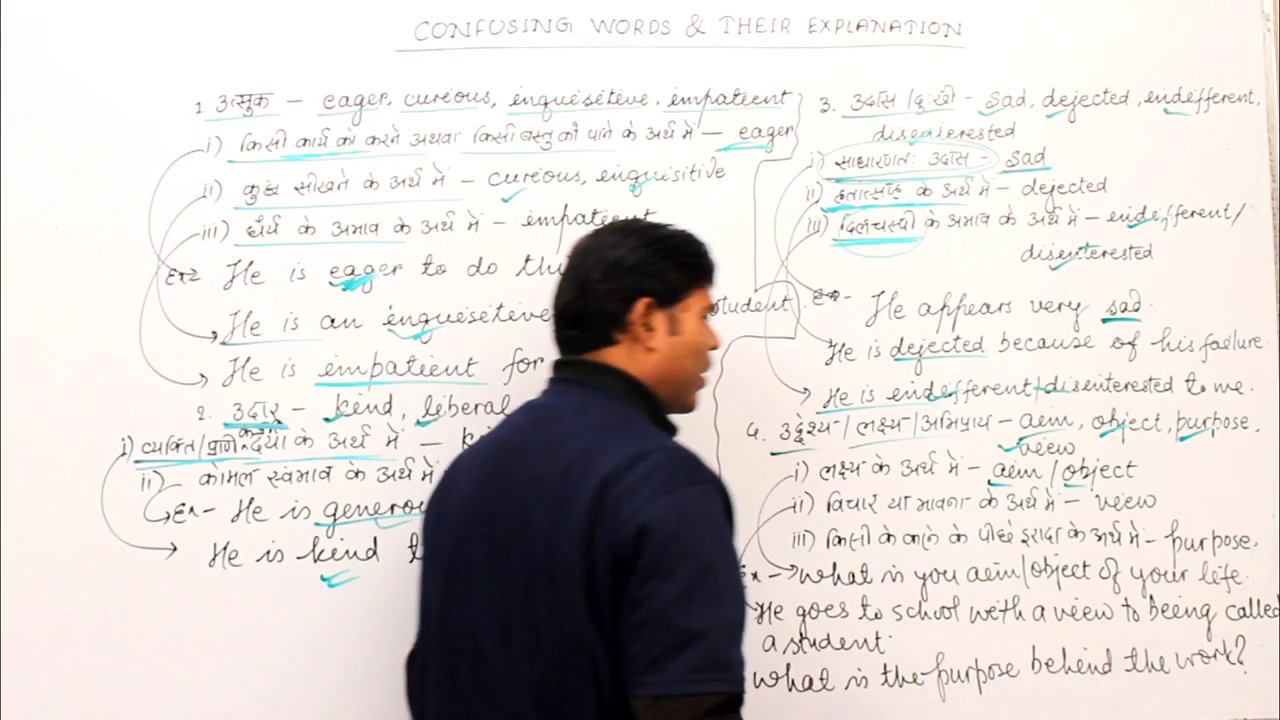 CONFUSING WORDS & THEIR EXPLANATION
1. उत्सुक – eager, curious, inquisitive, impatient
i) किसी कार्य को करने अथवा किसी वस्तु को पाने के अर्थ में – eager
ii) कुछ सीखने के अर्थ में – curious, inquisitive
iii) धैर्य के अभाव के अर्थ में – impatient
He is eager to do
He is an inquisitive
student.
He is impatient for
2. उदार – kind, liberal
i) व्यक्ति/प्राणी के अर्थ में –
ii) कोमल स्वभाव के अर्थ में
Ex – He is
He is kind
3. उदास/दुःखी – sad, dejected, indifferent,
disinterested
i) साधारणतः उदास – sad
ii) हतोत्साह के अर्थ में – dejected
iii) दिलचस्पी के अभाव के अर्थ में – indifferent/
disinterested
Ex – He appears very sad.
He is dejected because of his failure.
He is indifferent/disinterested to me.
4. उद्देश्य/लक्ष्य/अभिप्राय – aim, object, purpose,
view
i) लक्ष्य के अर्थ में – aim/object
ii) विचार या भावना के अर्थ में – view
iii) किसी के करने के पीछे इरादा के अर्थ में – purpose.
Ex – What is you aim/object of your life.
He goes to school with a view to being called
a student.
What is the purpose behind the work?